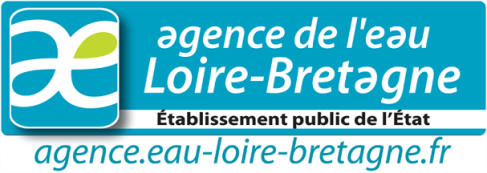 æ
agence de l'eau
Loire-Bretagne
Établissement public de l'État
agence.eau-loire-bretagne.fr